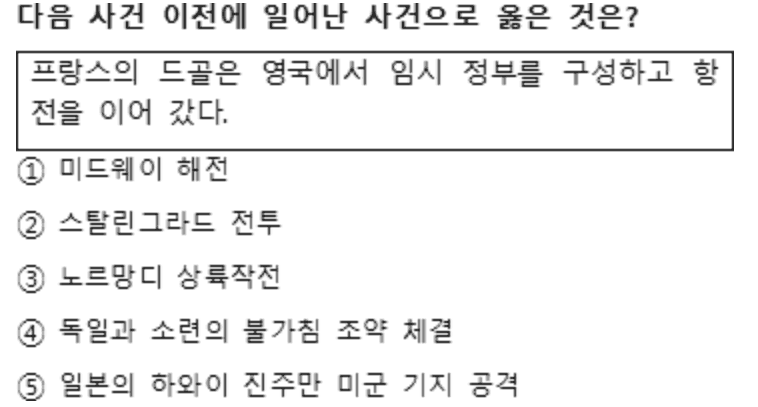 다음 사건 이전에 일어난 사건으로 옳은 것은?
프랑스의 드골은 영국에서 임시 정부를 구성하고 항
전을 이어 갔다.
① 미드웨이 해전
② 스탈린그라드 전투
③ 노르망디 상륙작전
④ 독일과 소련의 불가침 조약 체결
⑤ 일본의 하와이 진주만 미군 기지 공격